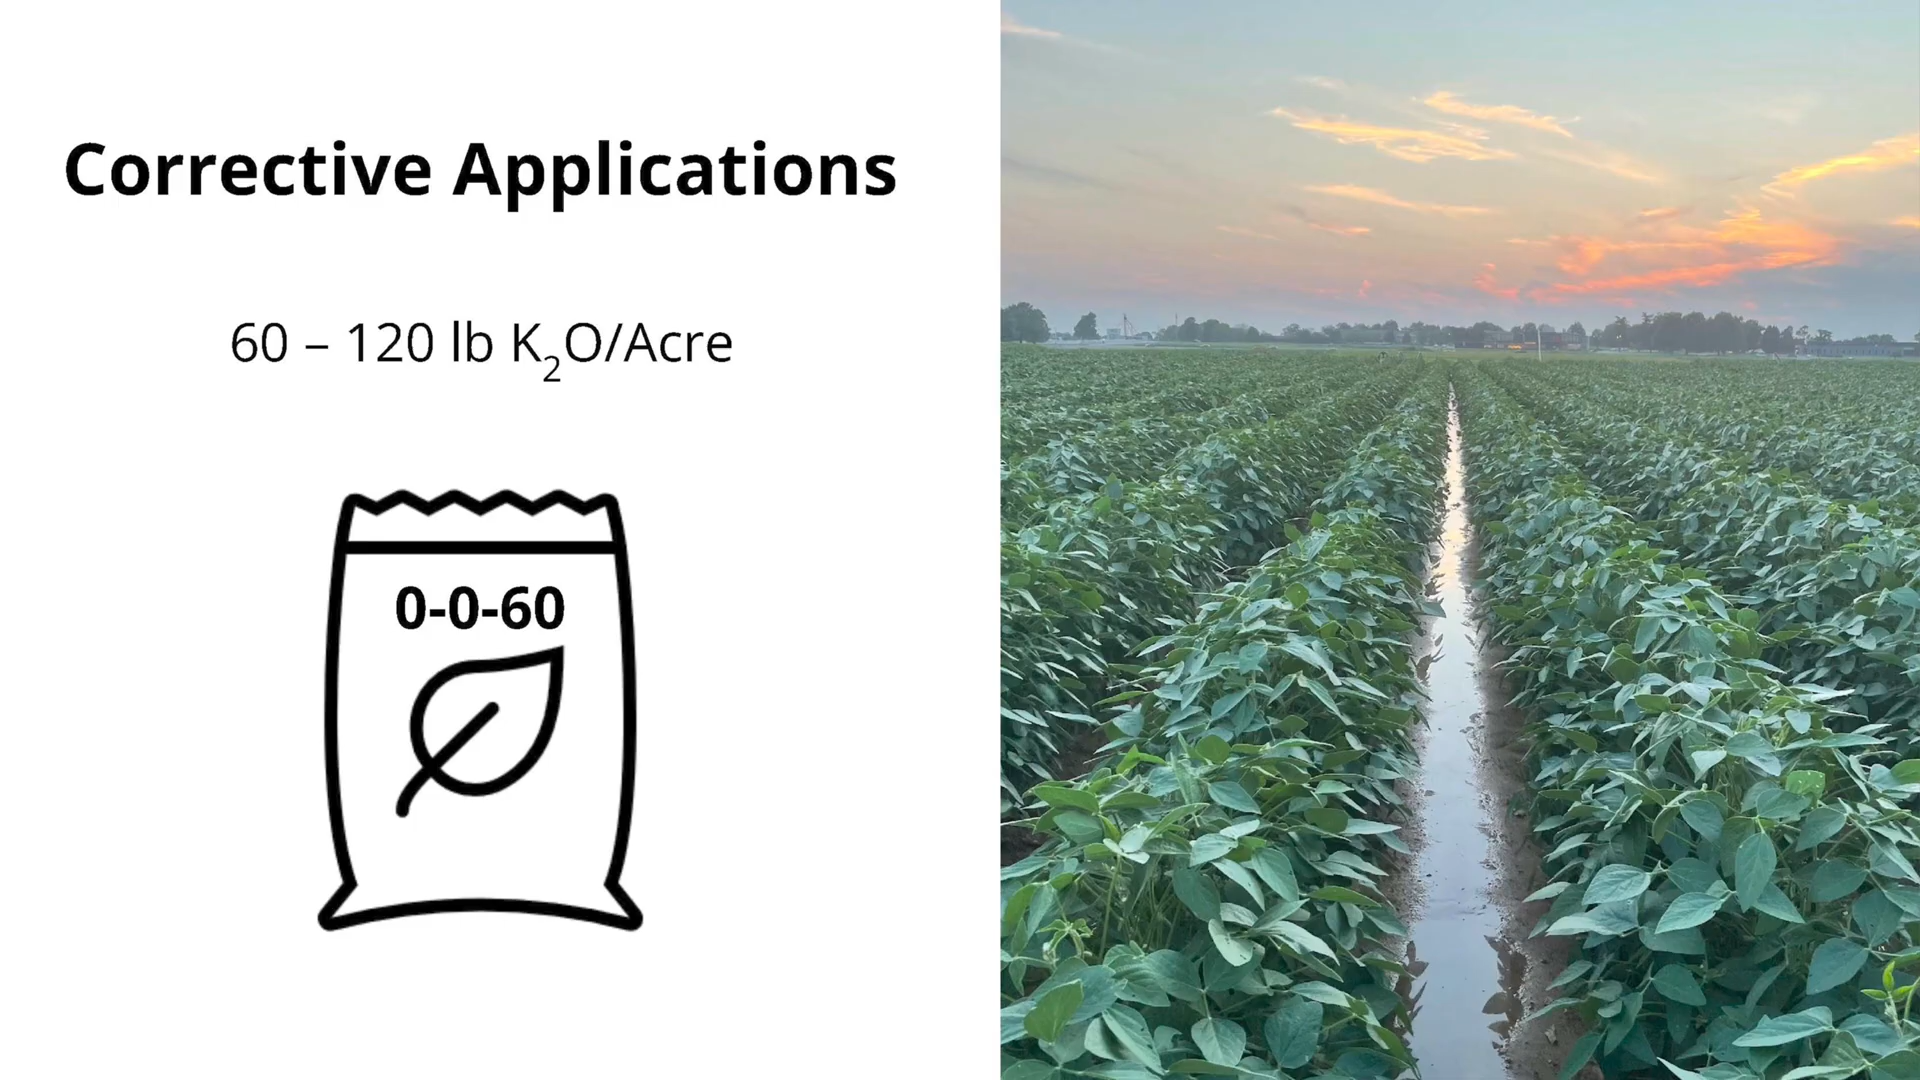 Corrective Applications
60 – 120 lb K₂O/Acre
0-0-60